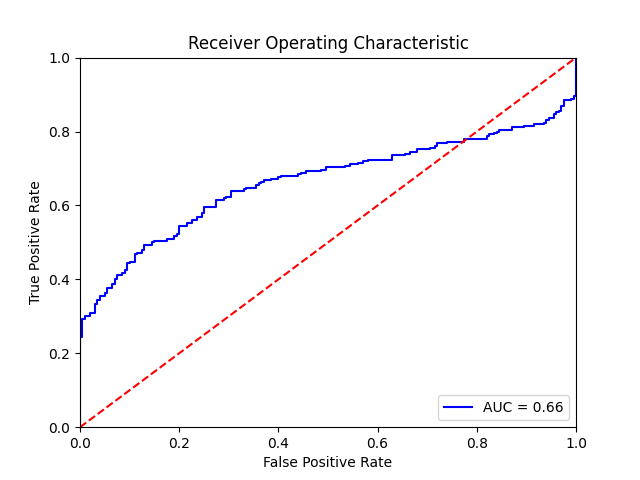 Receiver Operating Characteristic
1.0
0.8
0.6
0.4
0.2
0.0
True Positive Rate
AUC = 0.66
0.0 0.2 0.4 0.6 0.8 1.0
False Positive Rate